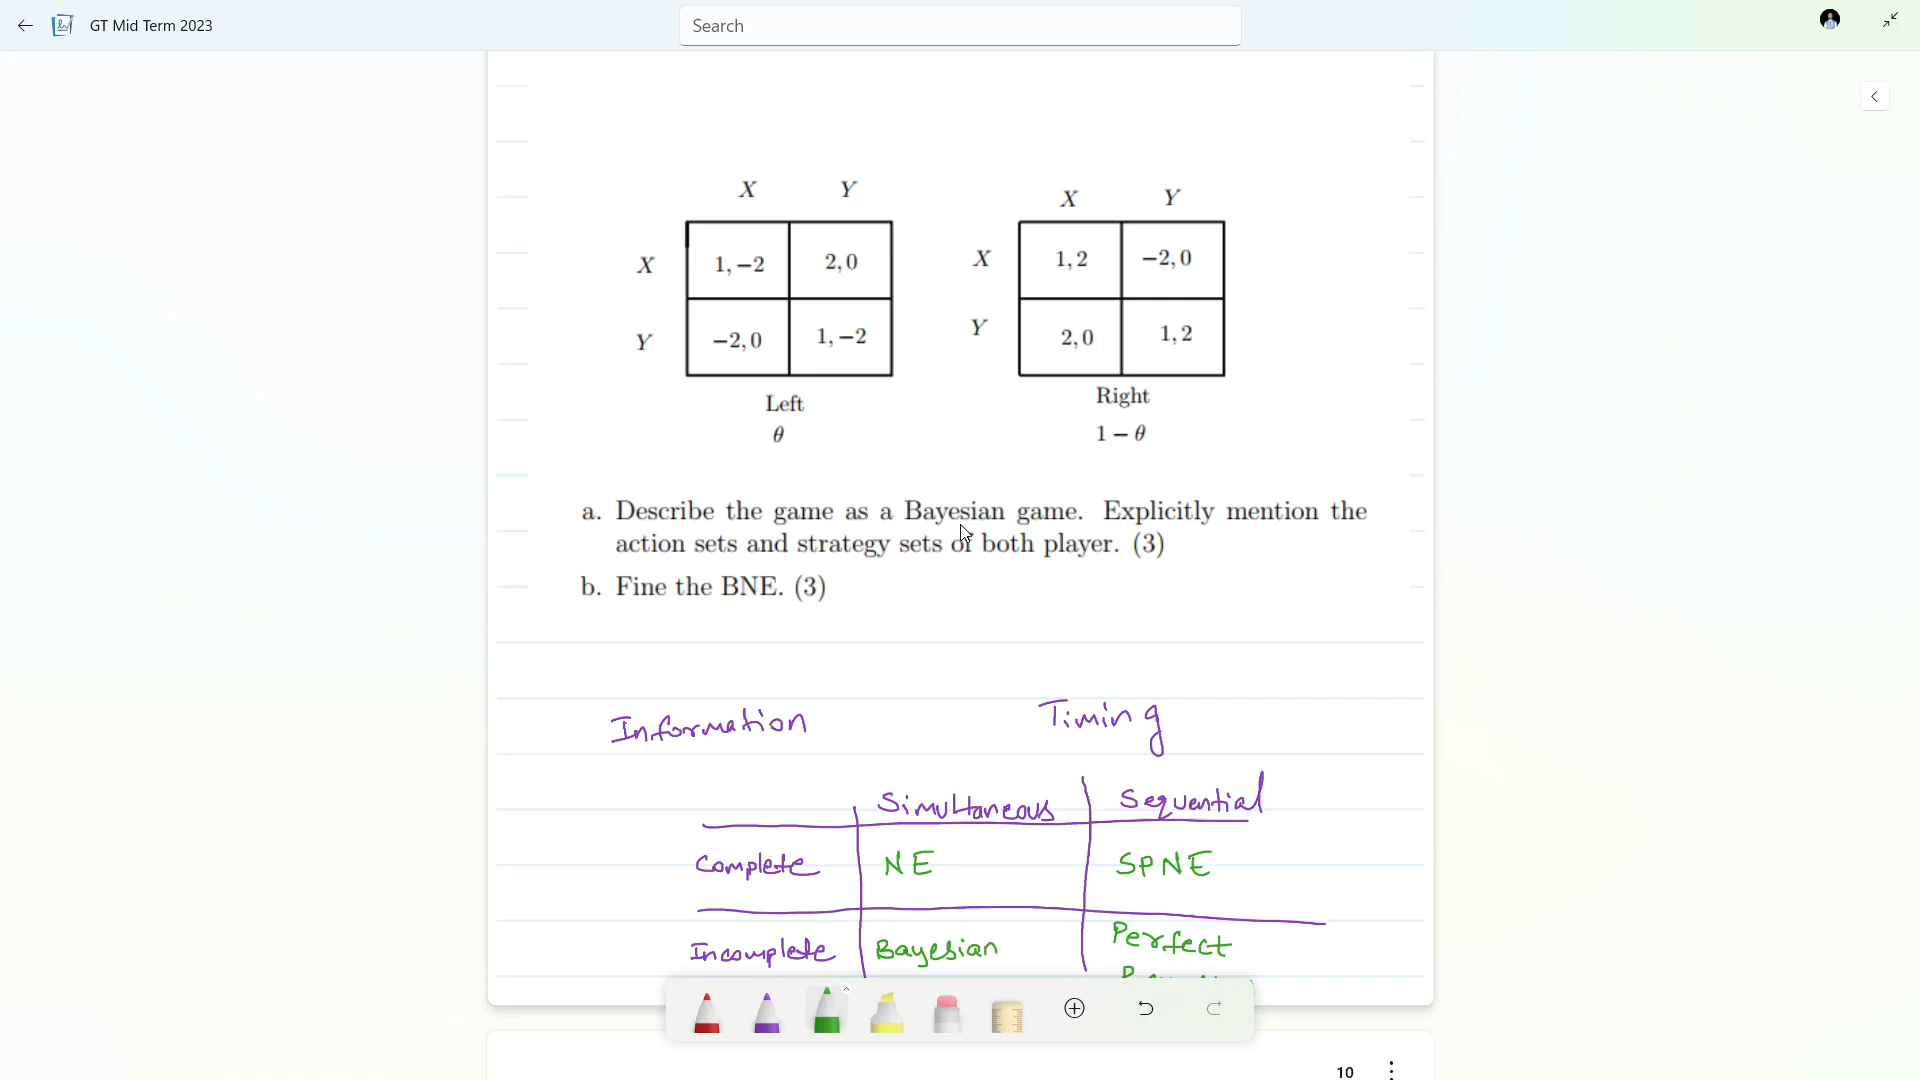 GT Mid Term 2023
Search
X Y
X 1, −2 2, 0
Y −2, 0 1, −2
Left
θ
X Y
X 1, 2 −2, 0
Y 2, 0 1, 2
Right
1 − θ
a. Describe the game as a Bayesian game. Explicitly mention the
action sets and strategy sets of both player. (3)
b. Fine the BNE. (3)
Information Timing
Simultaneous Sequential
Complete NE SPNE
Incomplete Bayesian Perfect
10